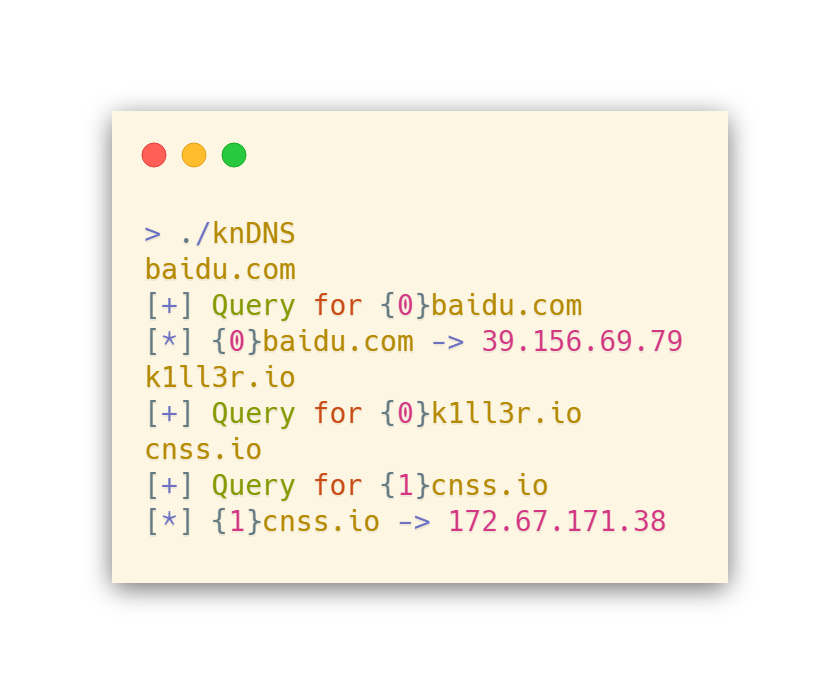 > ./knDNS
baidu.com
[+] Query for {0}baidu.com
[*] {0}baidu.com -> 39.156.69.79
k1ll3r.io
[+] Query for {0}k1ll3r.io
cnss.io
[+] Query for {1}cnss.io
[*] {1}cnss.io -> 172.67.171.38